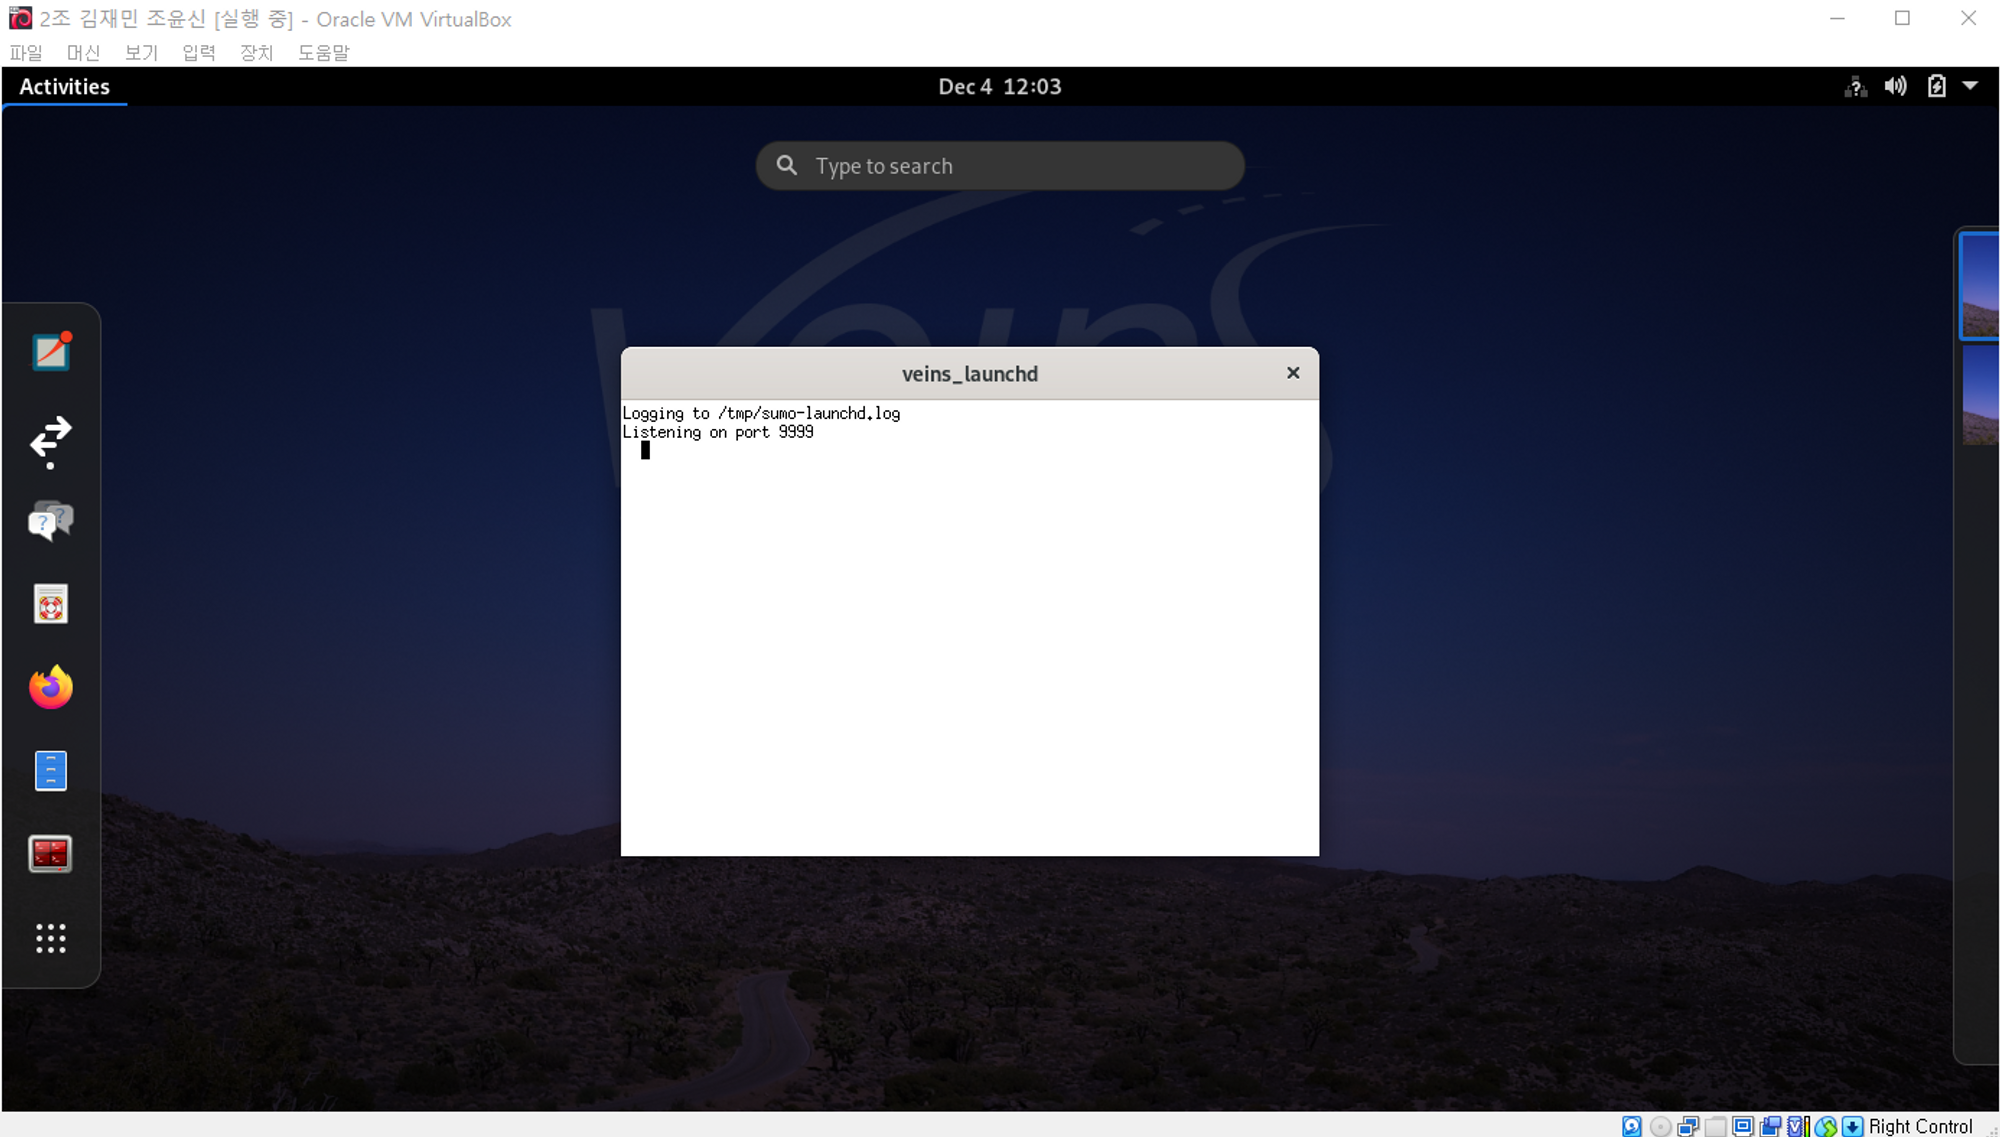 2조 김재민 조윤신 [실행 중] - Oracle VM VirtualBox
파일 머신 보기 입력 장치 도움말
Activities
Dec 4 12:03
Type to search
Veins
veins_launchd
Logging to /tmp/sumo-launchd.log
Listening on port 9999
Right Control